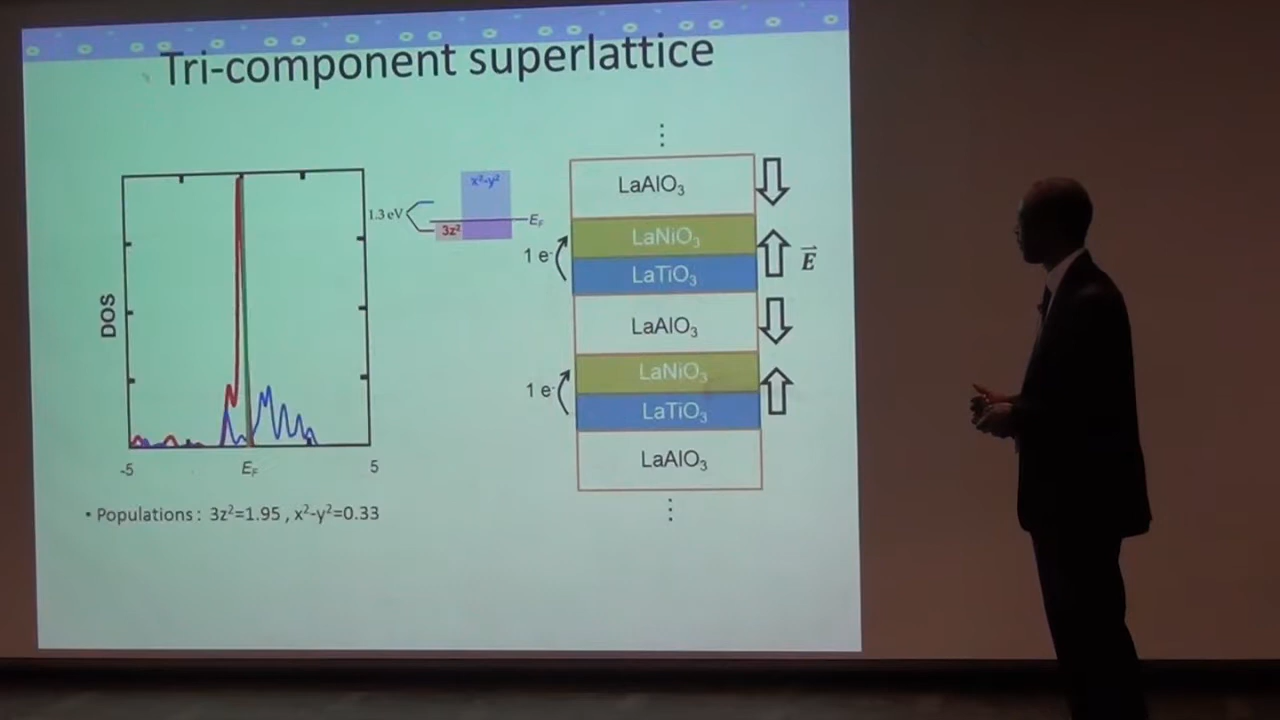 Tri-component superlattice
DOS
-5
E_F
5
1.3 eV
x²-y²
3z²
E_F
⋮
LaAlO₃
LaNiO₃
1 e⁻
LaTiO₃
E⃗
LaAlO₃
LaNiO₃
1 e⁻
LaTiO₃
LaAlO₃
⋮
• Populations : 3z²=1.95 , x²-y²=0.33